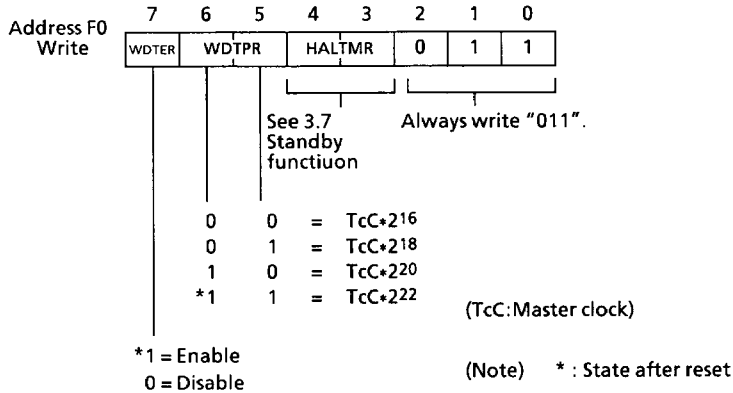 7 6 5 4 3 2 1 0
Address F0
Write
WDTER WDTPR HALTMR 0 1 1
See 3.7
Standby
functiuon
Always write "011".
0 0 = TcC*2^16
0 1 = TcC*2^18
1 0 = TcC*2^20
*1 1 = TcC*2^22
(TcC:Master clock)
*1 = Enable
0 = Disable
(Note) * : State after reset